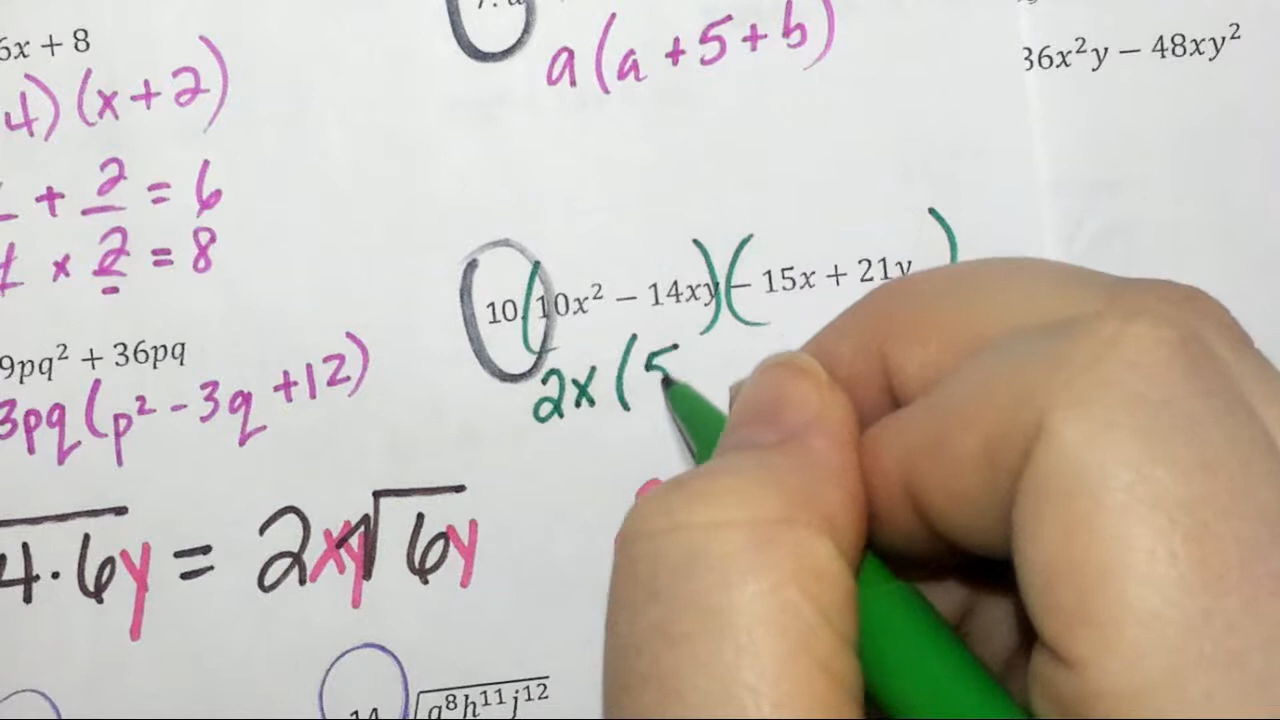 6x + 8
4) (x + 2)
+ 2 = 6
× 2 = 8
9pq² + 36pq
3pq (p² - 3q + 12)
4 · 6y = 2xy√6y
a (a + 5 + b)
10. (10x² − 14xy) (− 15x + 21y )
2x ( 5
14. √a⁸h¹¹j¹²
36x²y − 48xy²